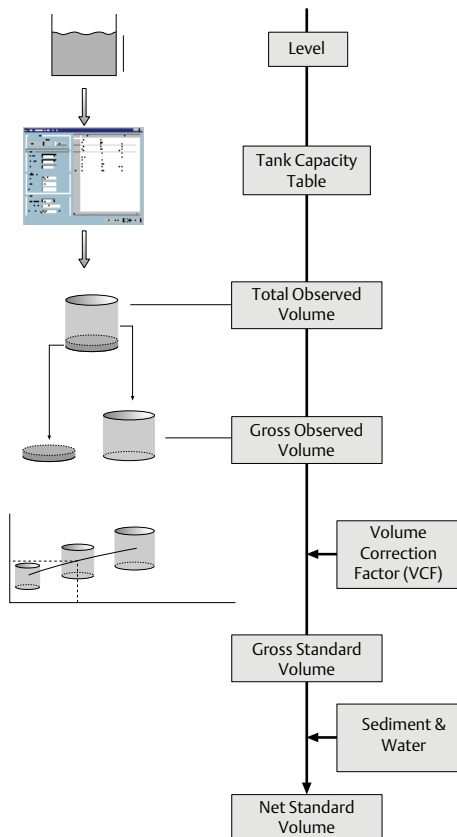 Level
Tank Capacity
Table
Total Observed
Volume
Gross Observed
Volume
Volume
Correction
Factor (VCF)
Gross Standard
Volume
Sediment &
Water
Net Standard
Volume